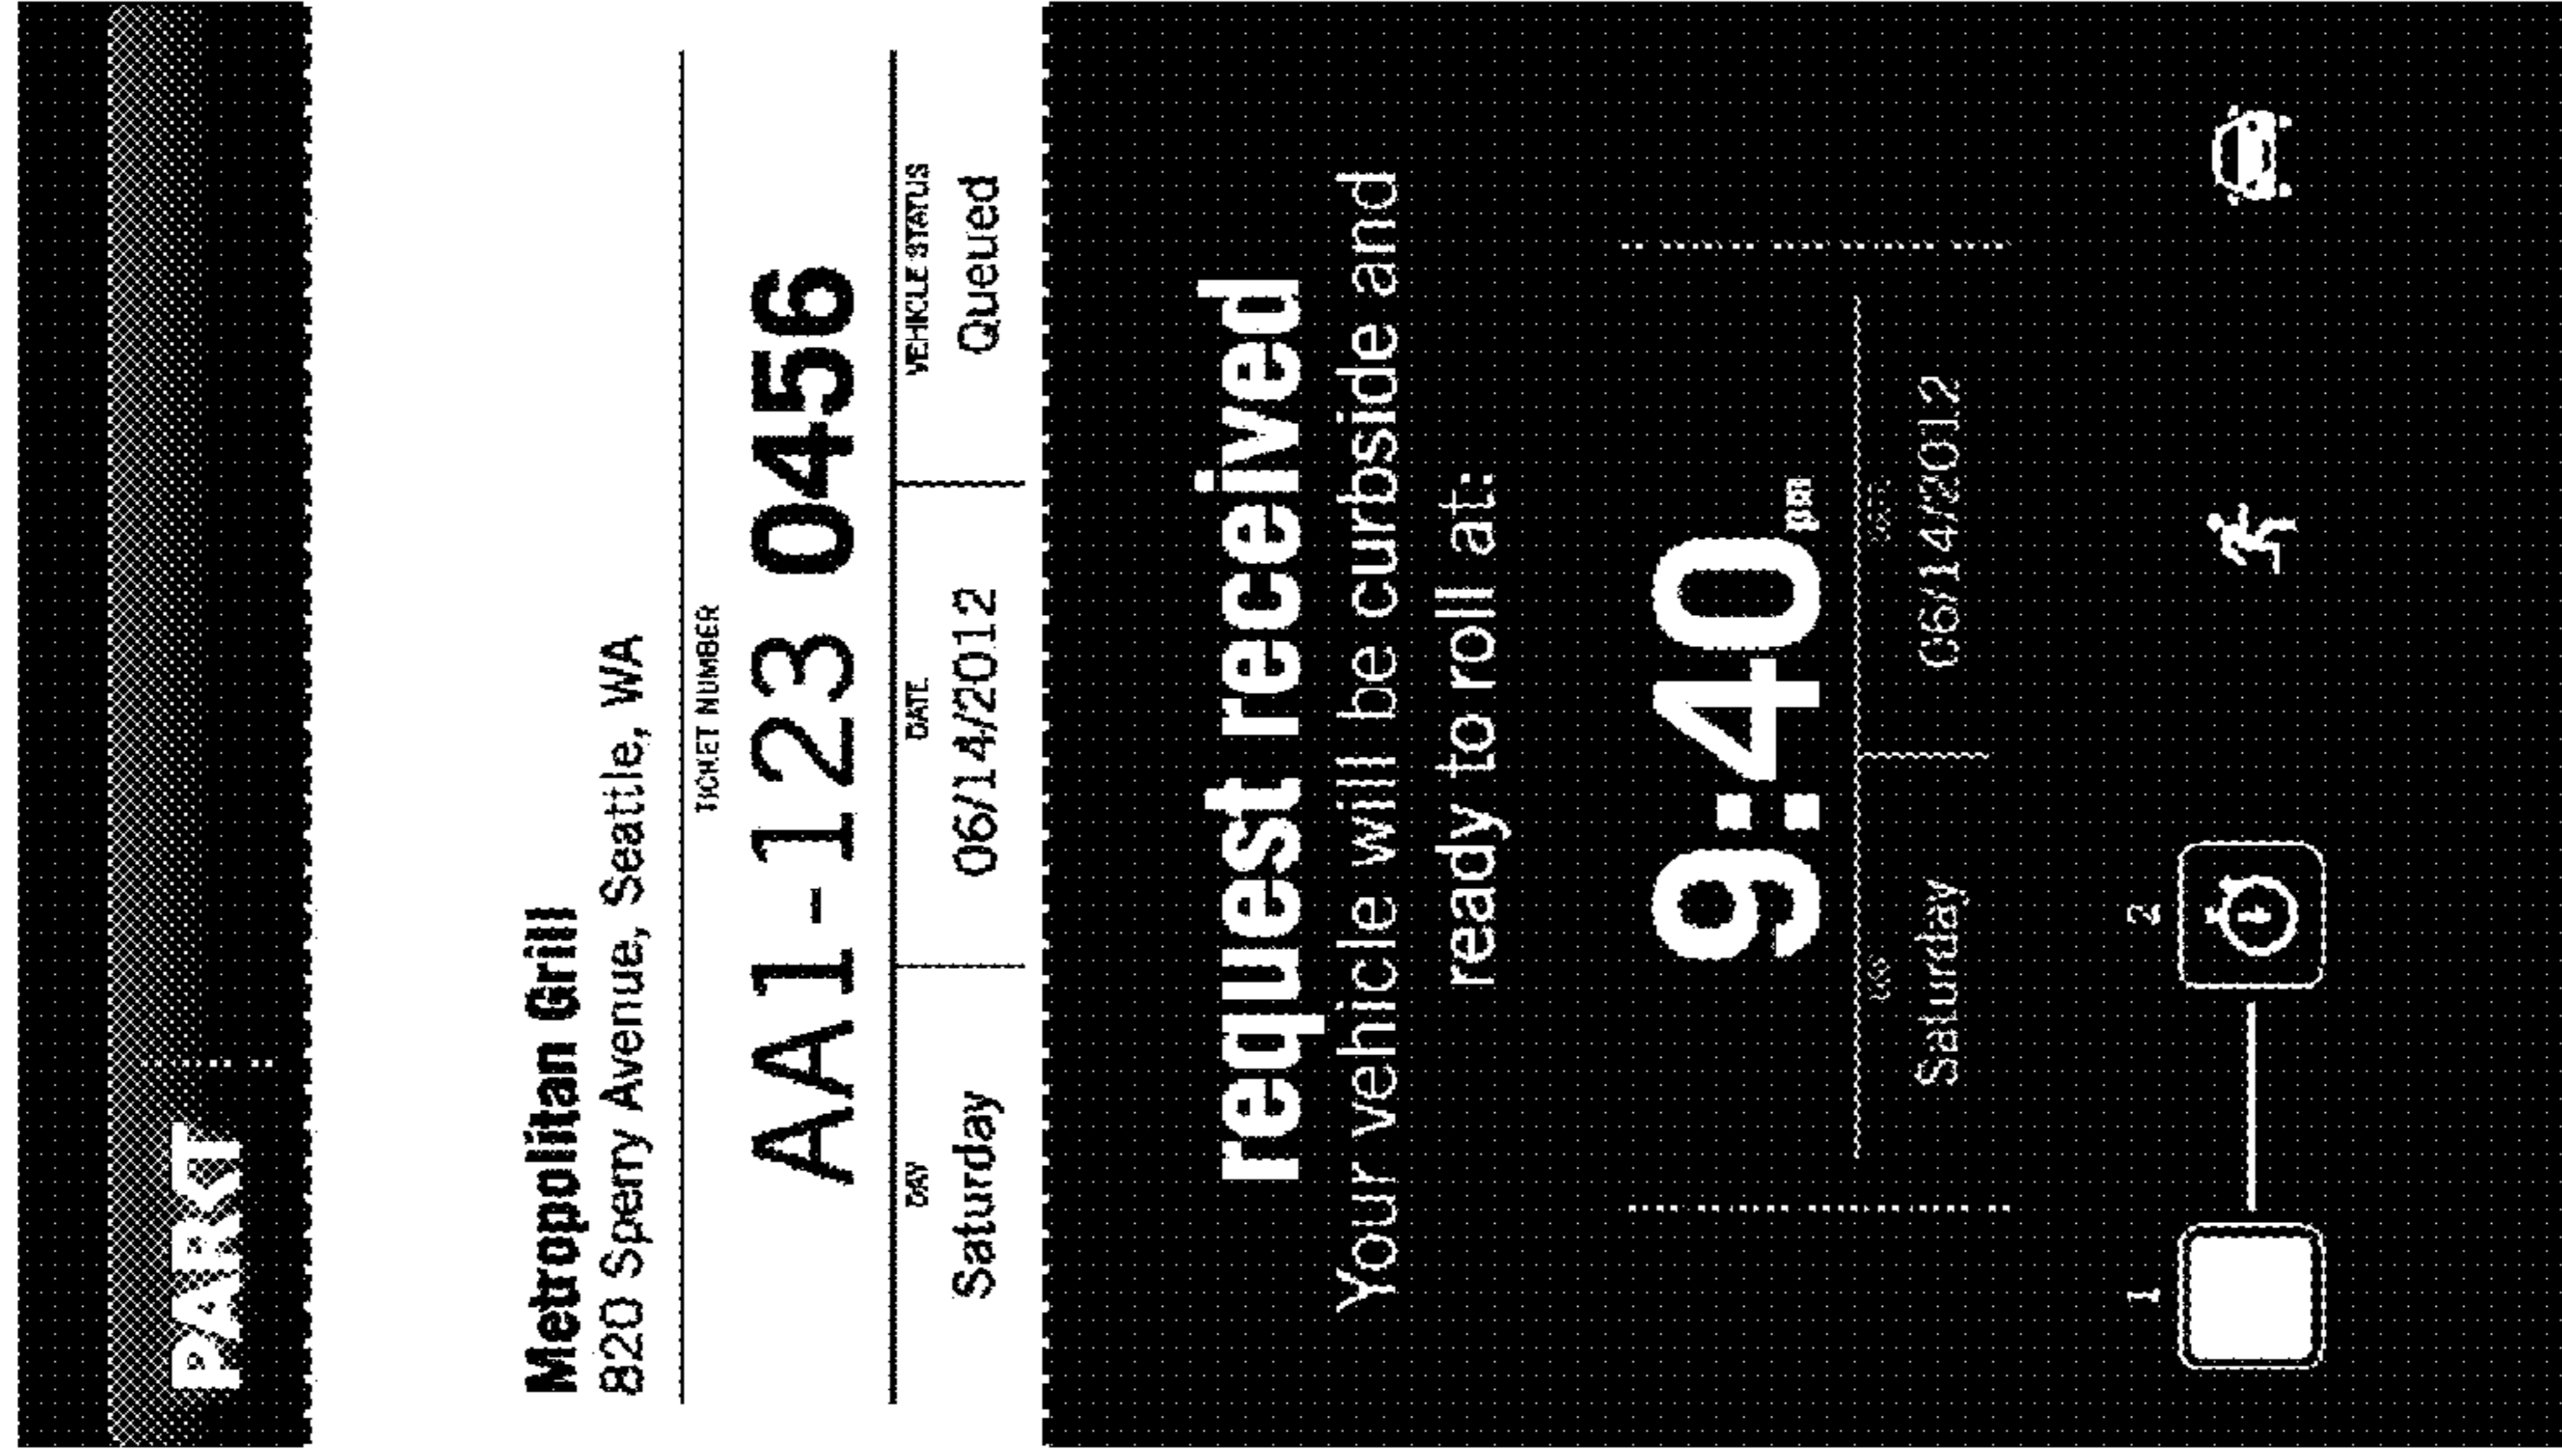 PARKT
Metropolitan Grill
820 Sperry Avenue, Seattle, WA
TICKET NUMBER
AA1-123 0456
DAY
DATE
VEHICLE STATUS
Saturday
06/14/2012
Queued
request received
Your vehicle will be curbside and
ready to roll at:
9:40 pm
DAY
Saturday
06/14/2012
1
2